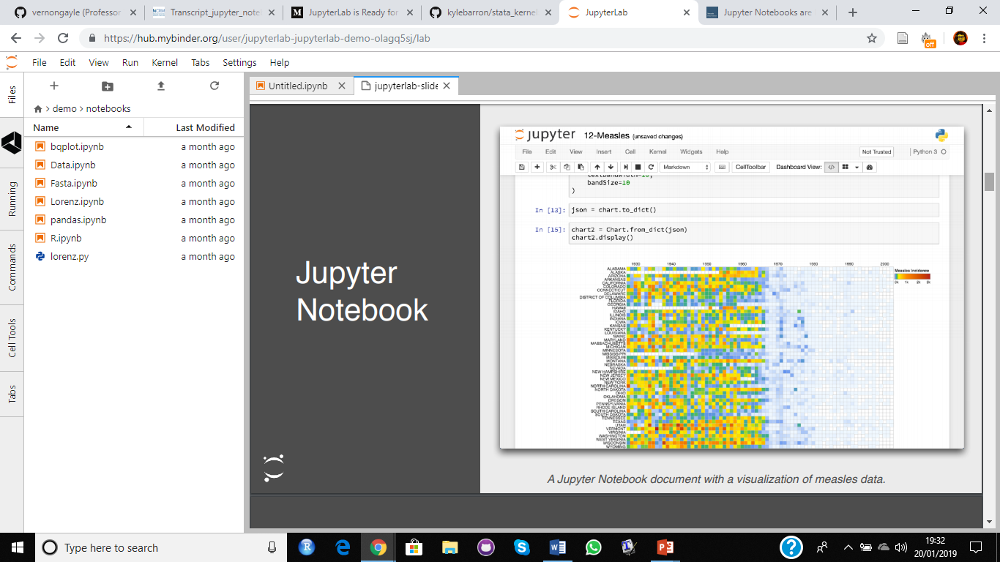 vernongayle (Professor
Transcript_jupyter_note
JupyterLab is Ready for
kylebarron/stata_kernel
JupyterLab
Jupyter Notebooks are
https://hub.mybinder.org/user/jupyterlab-jupyterlab-demo-olagq5sj/lab
off
File Edit View Run Kernel Tabs Settings Help
Files
Running
Commands
Cell Tools
Tabs
demo > notebooks
Name Last Modified
bqplot.ipynb a month ago
Data.ipynb a month ago
Fasta.ipynb a month ago
Lorenz.ipynb a month ago
pandas.ipynb a month ago
R.ipynb a month ago
lorenz.py a month ago
Untitled.ipynb
jupyterlab-slide
Jupyter
Notebook
jupyter 12-Measles (unsaved changes)
File Edit View Insert Cell Kernel Widgets Help Not Trusted Python 3
Markdown CellToolbar Dashboard View:
textBandWidth=10,
bandSize=10
)
In [13]: json = chart.to_dict()
In [15]: chart2 = Chart.from_dict(json)
chart2.display()
1930 1940 1950 1960 1970 1980 1990 2000
Measles Incidence
0k 1k 2k 3k
ALABAMA
ALASKA
ARIZONA
ARKANSAS
CALIFORNIA
COLORADO
CONNECTICUT
DELAWARE
DISTRICT OF COLUMBIA
FLORIDA
GEORGIA
HAWAII
IDAHO
ILLINOIS
INDIANA
IOWA
KANSAS
KENTUCKY
LOUISIANA
MAINE
MARYLAND
MASSACHUSETTS
MICHIGAN
MINNESOTA
MISSISSIPPI
MISSOURI
MONTANA
NEBRASKA
NEVADA
NEW HAMPSHIRE
NEW JERSEY
NEW MEXICO
NEW YORK
NORTH CAROLINA
NORTH DAKOTA
OHIO
OKLAHOMA
OREGON
PENNSYLVANIA
RHODE ISLAND
SOUTH CAROLINA
SOUTH DAKOTA
TENNESSEE
TEXAS
UTAH
VERMONT
VIRGINIA
WASHINGTON
WEST VIRGINIA
WISCONSIN
WYOMING
A Jupyter Notebook document with a visualization of measles data.
Type here to search
19:32
20/01/2019